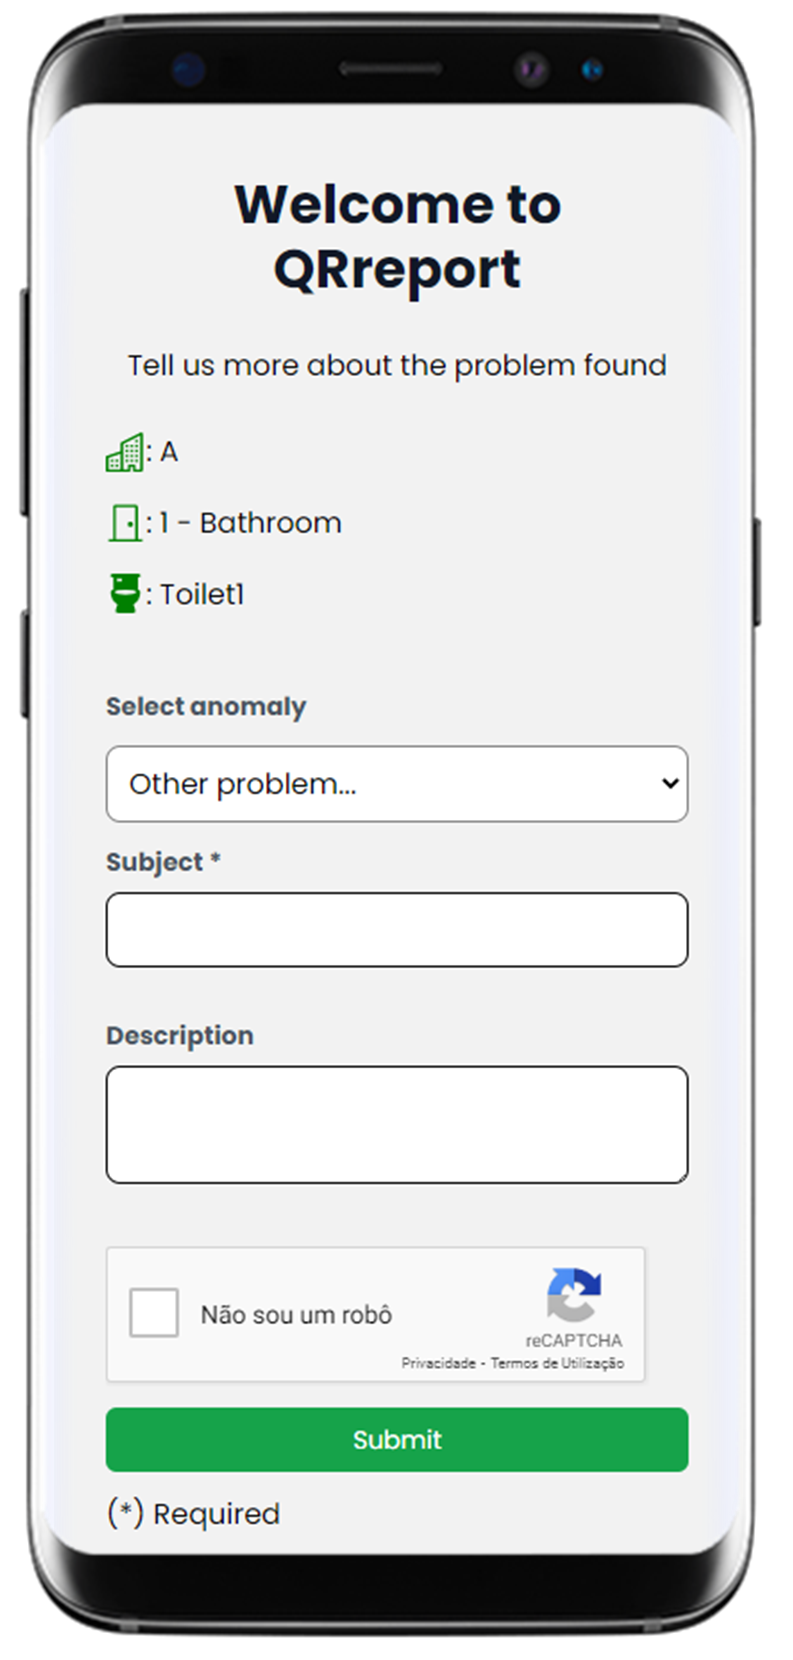 Welcome to
QRreport
Tell us more about the problem found
: A
: 1 - Bathroom
: Toilet1
Select anomaly
Other problem...
Subject *
Description
Não sou um robô
reCAPTCHA
Privacidade - Termos de Utilização
Submit
(*) Required